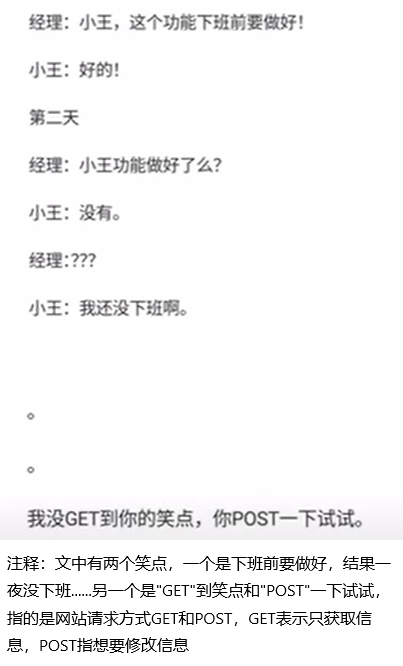 经理：小王，这个功能下班前要做好！
小王：好的！
第二天
经理：小王功能做好了么？
小王：没有。
经理：？？？
小王：我还没下班啊。
。
。
我没GET到你的笑点，你POST一下试试。
注释：文中有两个笑点，一个是下班前要做好，结果一
夜没下班......另一个是"GET"到笑点和"POST"一下试试，
指的是网站请求方式GET和POST，GET表示只获取信
息，POST指想要修改信息